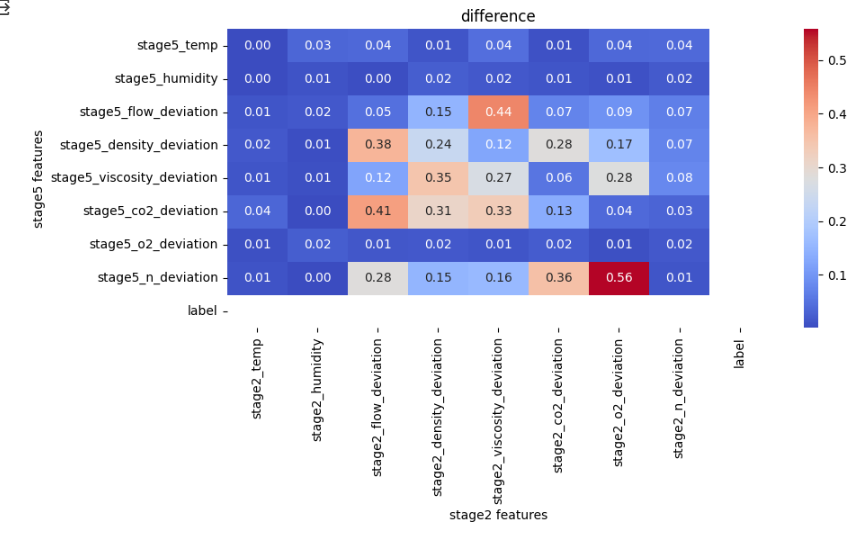 difference
stage5_temp 0.00 0.03 0.04 0.01 0.04 0.01 0.04 0.04
stage5_humidity 0.00 0.01 0.00 0.02 0.02 0.01 0.01 0.02
stage5_flow_deviation 0.01 0.02 0.05 0.15 0.44 0.07 0.09 0.07
stage5_density_deviation 0.02 0.01 0.38 0.24 0.12 0.28 0.17 0.07
stage5_viscosity_deviation 0.01 0.01 0.12 0.35 0.27 0.06 0.28 0.08
stage5_co2_deviation 0.04 0.00 0.41 0.31 0.33 0.13 0.04 0.03
stage5_o2_deviation 0.01 0.02 0.01 0.02 0.01 0.02 0.01 0.02
stage5_n_deviation 0.01 0.00 0.28 0.15 0.16 0.36 0.56 0.01
label
stage5 features
stage2_temp
stage2_humidity
stage2_flow_deviation
stage2_density_deviation
stage2_viscosity_deviation
stage2_co2_deviation
stage2_o2_deviation
stage2_n_deviation
label
stage2 features
0.5
0.4
0.3
0.2
0.1